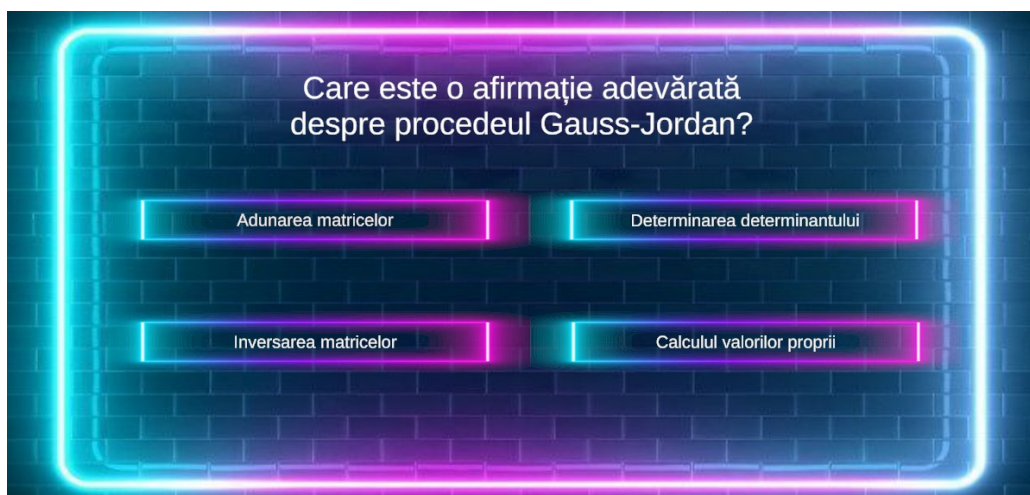 Care este o afirmație adevărată
despre procedeul Gauss-Jordan?
Adunarea matricelor
Determinarea determinantului
Inversarea matricelor
Calculul valorilor proprii